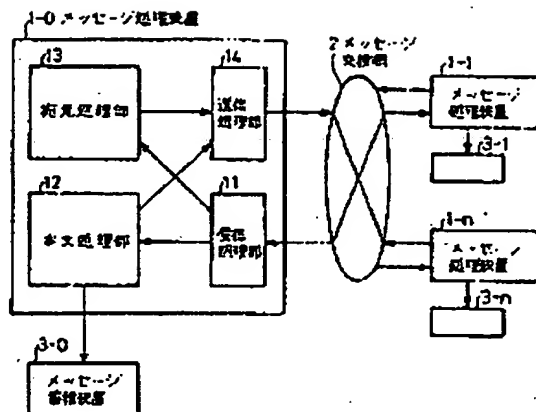 1-0 メッセージ処理装置
13
宛先処理部
14
送信
処理部
2 メッセージ
交換網
1-1
メッセージ
処理装置
3-1
12
本文処理部
11
受信
処理部
1-n
メッセージ
処理装置
3-n
3-0
メッセージ
蓄積装置